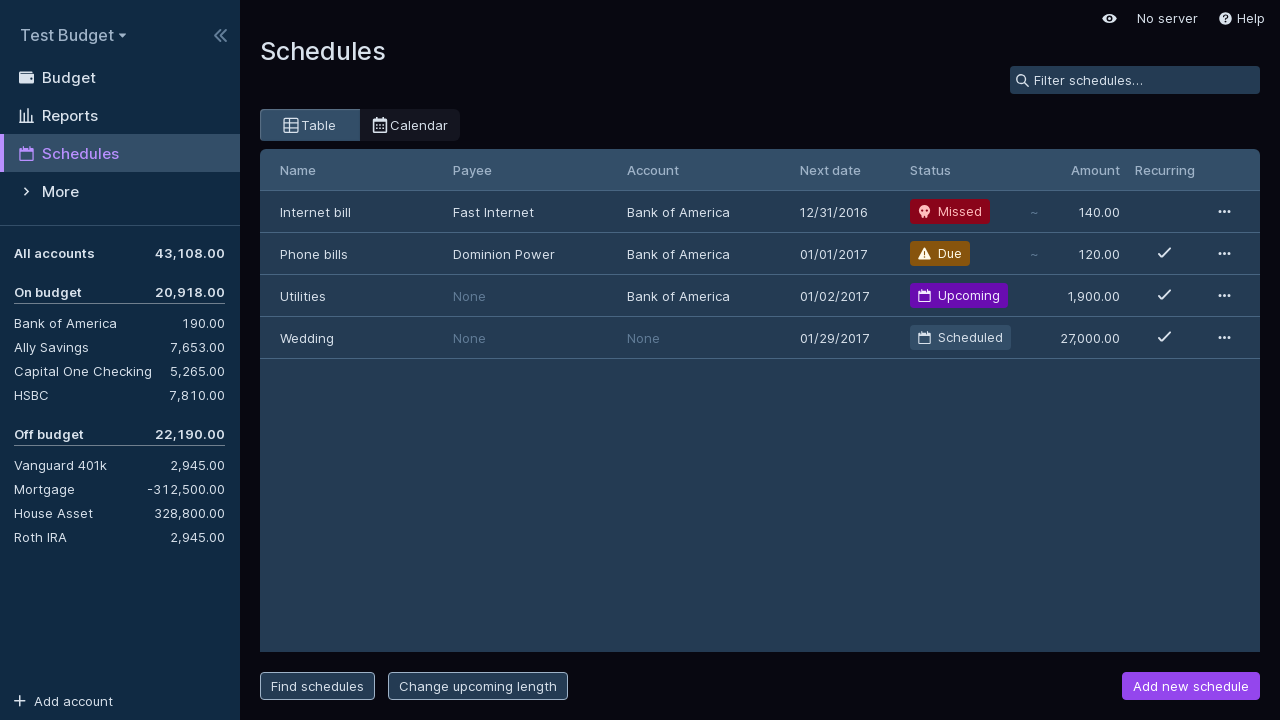 Test Budget
Budget
Reports
Schedules
More
All accounts 43,108.00
On budget 20,918.00
Bank of America 190.00
Ally Savings 7,653.00
Capital One Checking 5,265.00
HSBC 7,810.00
Off budget 22,190.00
Vanguard 401k 2,945.00
Mortgage -312,500.00
House Asset 328,800.00
Roth IRA 2,945.00
Add account
No server Help
Schedules
Filter schedules…
Table Calendar
Name Payee Account Next date Status Amount Recurring
Internet bill Fast Internet Bank of America 12/31/2016 Missed ~ 140.00
Phone bills Dominion Power Bank of America 01/01/2017 Due ~ 120.00
Utilities None Bank of America 01/02/2017 Upcoming 1,900.00
Wedding None None 01/29/2017 Scheduled 27,000.00
Find schedules Change upcoming length Add new schedule